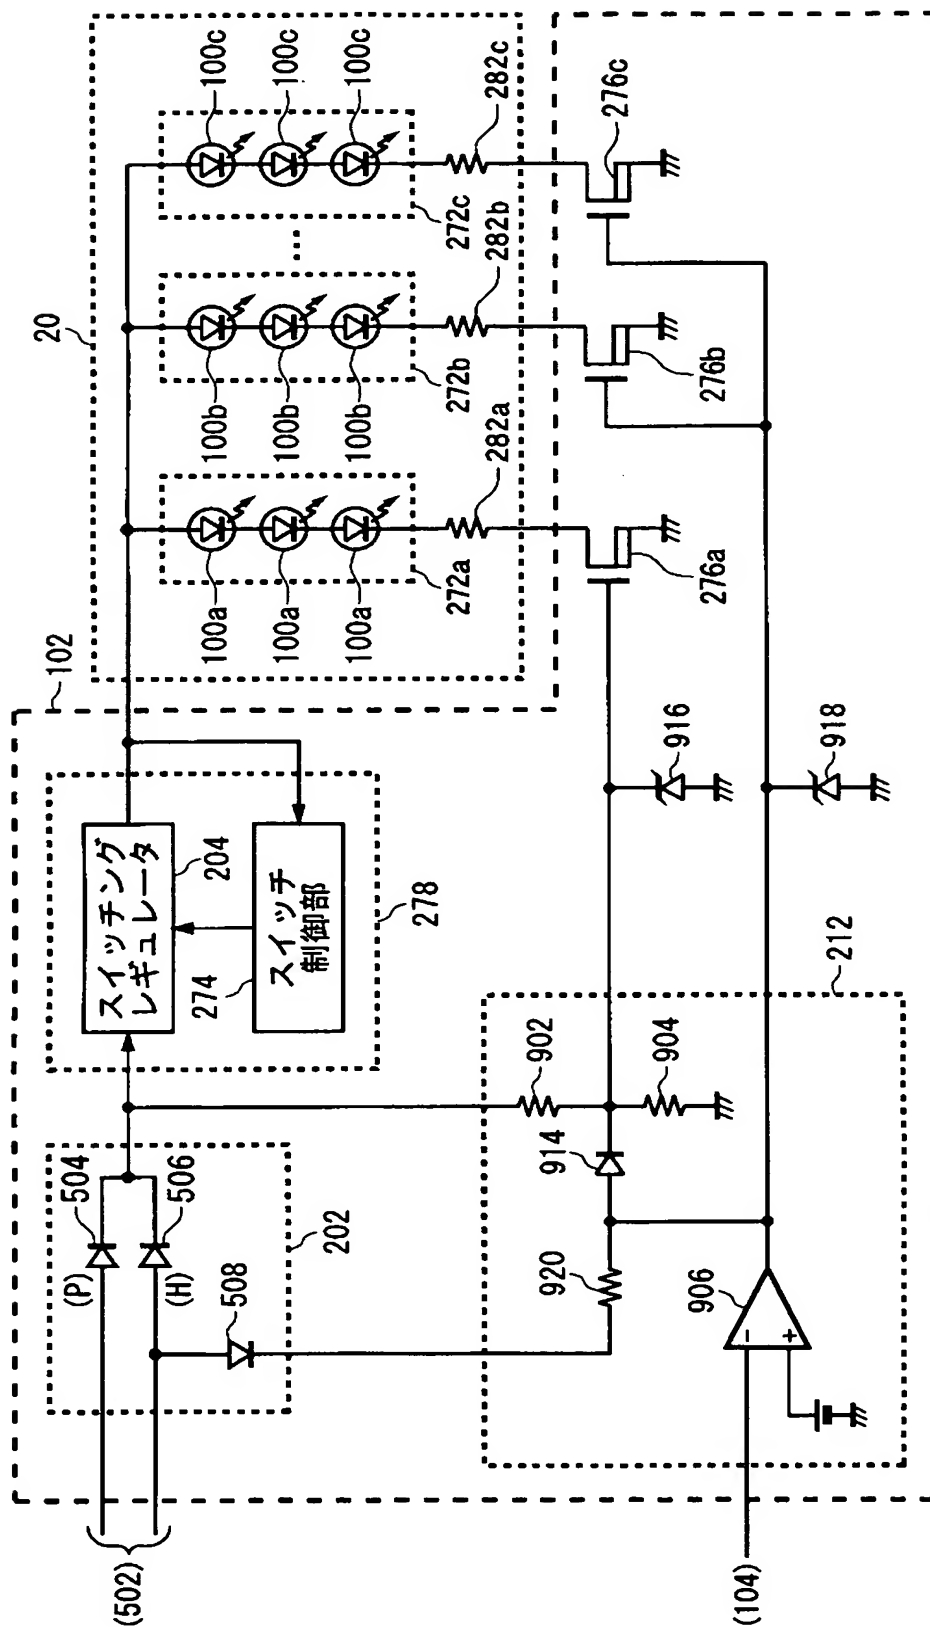 (502)
(104)
102
20
202
504
(P)
506
(H)
508
278
スイッチング
レギュレータ
204
スイッチ
制御部
274
212
902
904
914
920
906
-
+
916
918
100a
100a
100a
272a
282a
276a
100b
100b
100b
272b
282b
276b
100c
100c
100c
272c
282c
276c